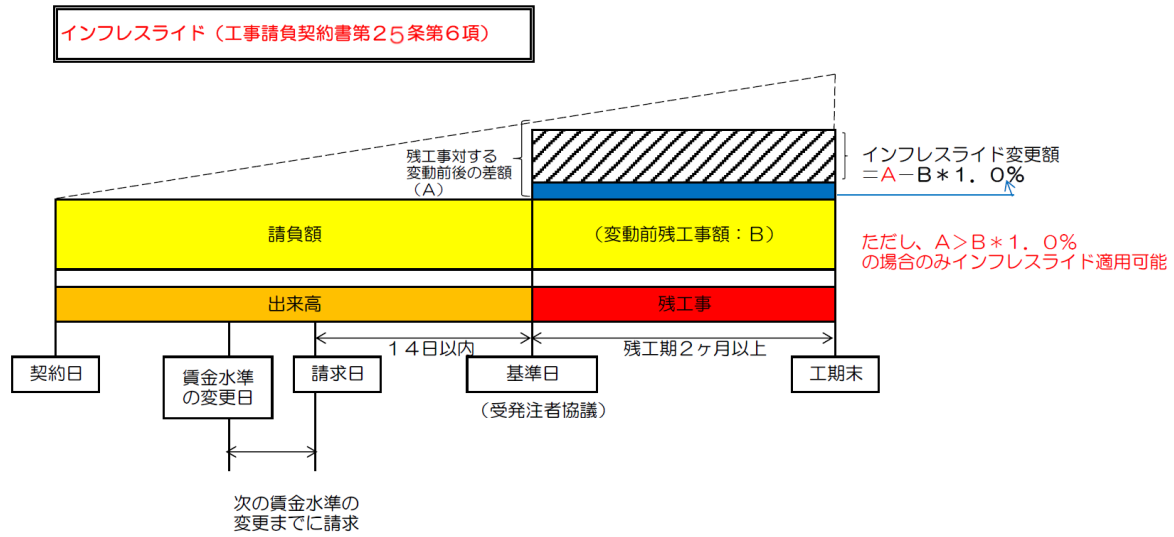 インフレスライド（工事請負契約書第２５条第６項）
残工事対する
変動前後の差額
（Ａ）
インフレスライド変更額
＝Ａ－Ｂ＊１．０％
請負額
（変動前残工事額：Ｂ）
ただし、Ａ＞Ｂ＊１．０％
の場合のみインフレスライド適用可能
出来高
残工事
１４日以内
残工期２ヶ月以上
契約日
賃金水準
の変更日
請求日
基準日
工期末
（受発注者協議）
次の賃金水準の
変更までに請求